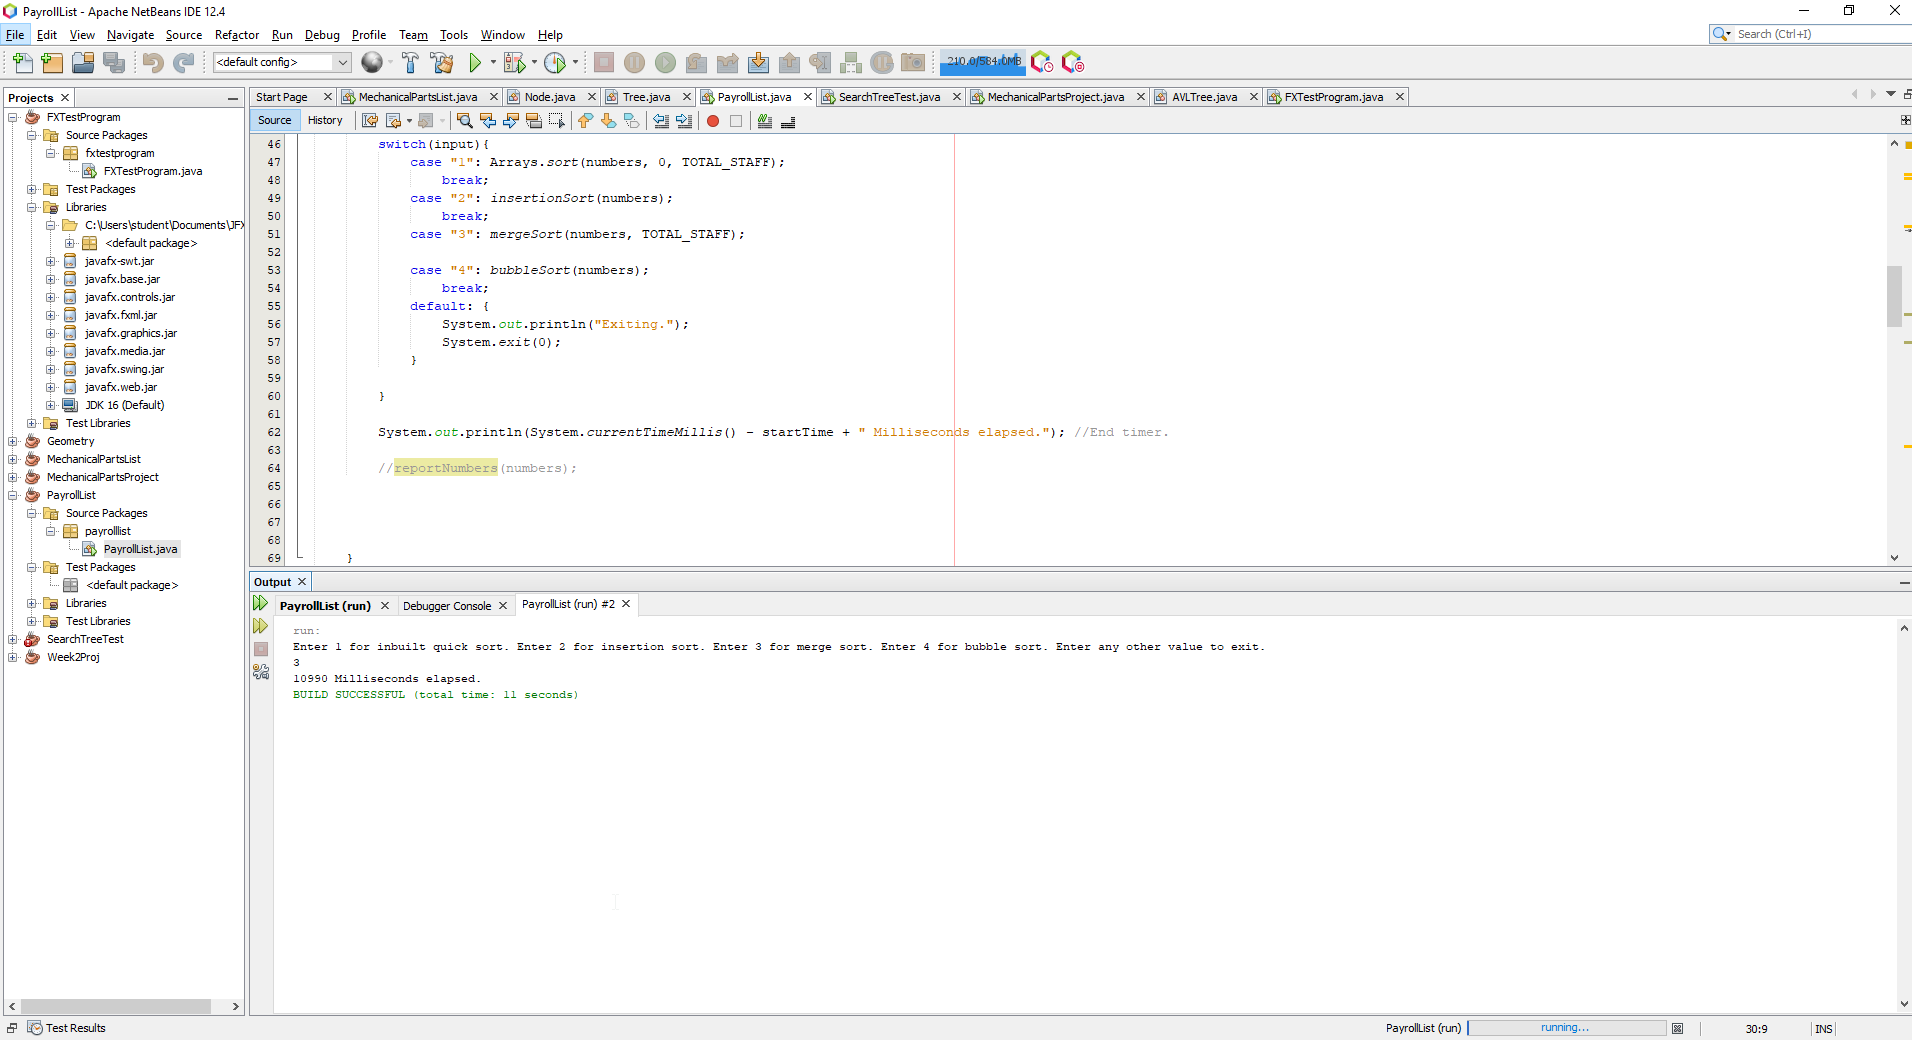 PayrollList - Apache NetBeans IDE 12.4
File Edit View Navigate Source Refactor Run Debug Profile Team Tools Window Help
Search (Ctrl+I)
<default config>
210.0/584.0MB
Projects
Start Page MechanicalPartsList.java Node.java Tree.java PayrollList.java SearchTreeTest.java MechanicalPartsProject.java AVLTree.java FXTestProgram.java
Source History
FXTestProgram
Source Packages
fxtestprogram
FXTestProgram.java
Test Packages
Libraries
C:\Users\student\Documents\JFX
<default package>
javafx-swt.jar
javafx.base.jar
javafx.controls.jar
javafx.fxml.jar
javafx.graphics.jar
javafx.media.jar
javafx.swing.jar
javafx.web.jar
JDK 16 (Default)
Test Libraries
Geometry
MechanicalPartsList
MechanicalPartsProject
PayrollList
Source Packages
payrolllist
PayrollList.java
Test Packages
<default package>
Libraries
Test Libraries
SearchTreeTest
Week2Proj
46 switch(input){
47 case "1": Arrays.sort(numbers, 0, TOTAL_STAFF);
48 break;
49 case "2": insertionSort(numbers);
50 break;
51 case "3": mergeSort(numbers, TOTAL_STAFF);
52
53 case "4": bubbleSort(numbers);
54 break;
55 default: {
56 System.out.println("Exiting.");
57 System.exit(0);
58 }
59
60 }
61
62 System.out.println(System.currentTimeMillis() - startTime + " Milliseconds elapsed."); //End timer.
63
64 //reportNumbers(numbers);
65
66
67
68
69 }
Output
PayrollList (run) Debugger Console PayrollList (run) #2
run:
Enter 1 for inbuilt quick sort. Enter 2 for insertion sort. Enter 3 for merge sort. Enter 4 for bubble sort. Enter any other value to exit.
3
10990 Milliseconds elapsed.
BUILD SUCCESSFUL (total time: 11 seconds)
Test Results
PayrollList (run) running... 30:9 INS